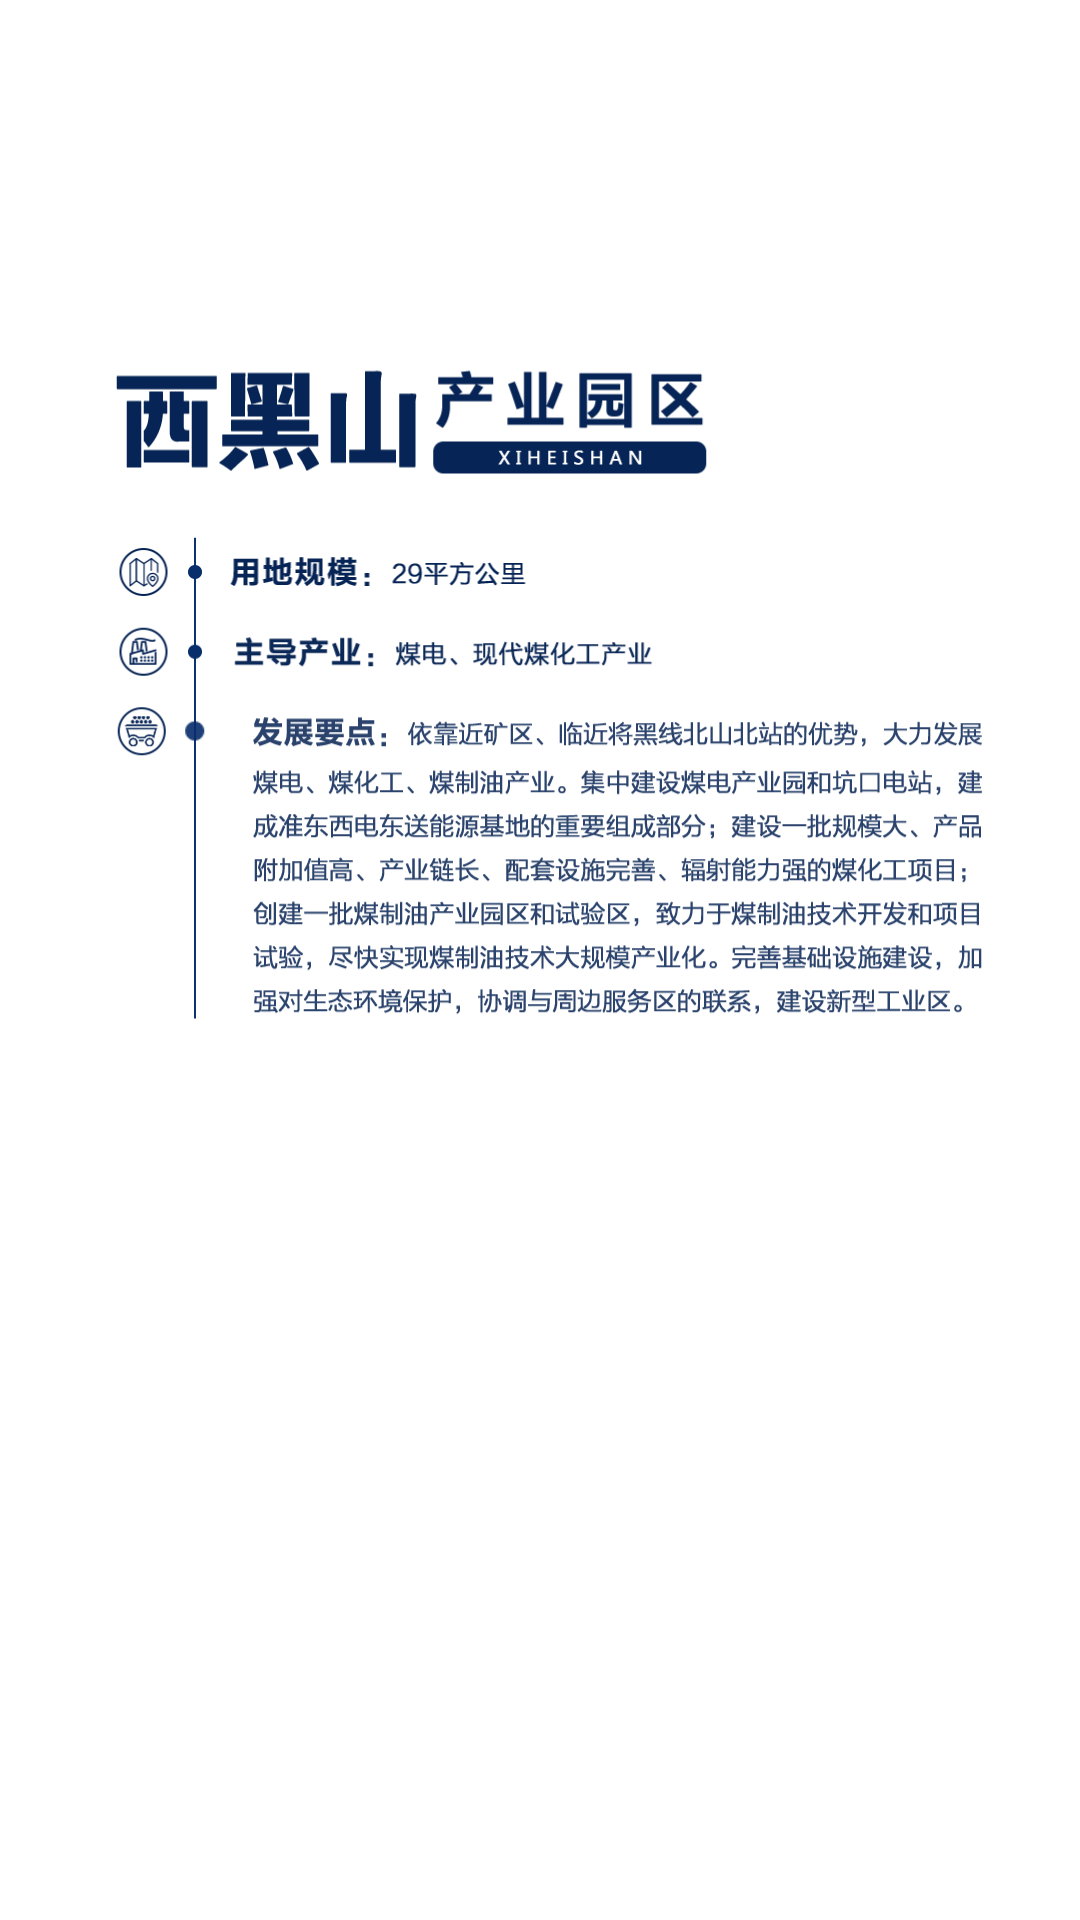 西黑山产业园区
XIHEISHAN
用地规模：29平方公里
主导产业：煤电、现代煤化工产业
发展要点：依靠近矿区、临近将黑线北山北站的优势，大力发展
煤电、煤化工、煤制油产业。集中建设煤电产业园和坑口电站，建
成准东西电东送能源基地的重要组成部分；建设一批规模大、产品
附加值高、产业链长、配套设施完善、辐射能力强的煤化工项目；
创建一批煤制油产业园区和试验区，致力于煤制油技术开发和项目
试验，尽快实现煤制油技术大规模产业化。完善基础设施建设，加
强对生态环境保护，协调与周边服务区的联系，建设新型工业区。